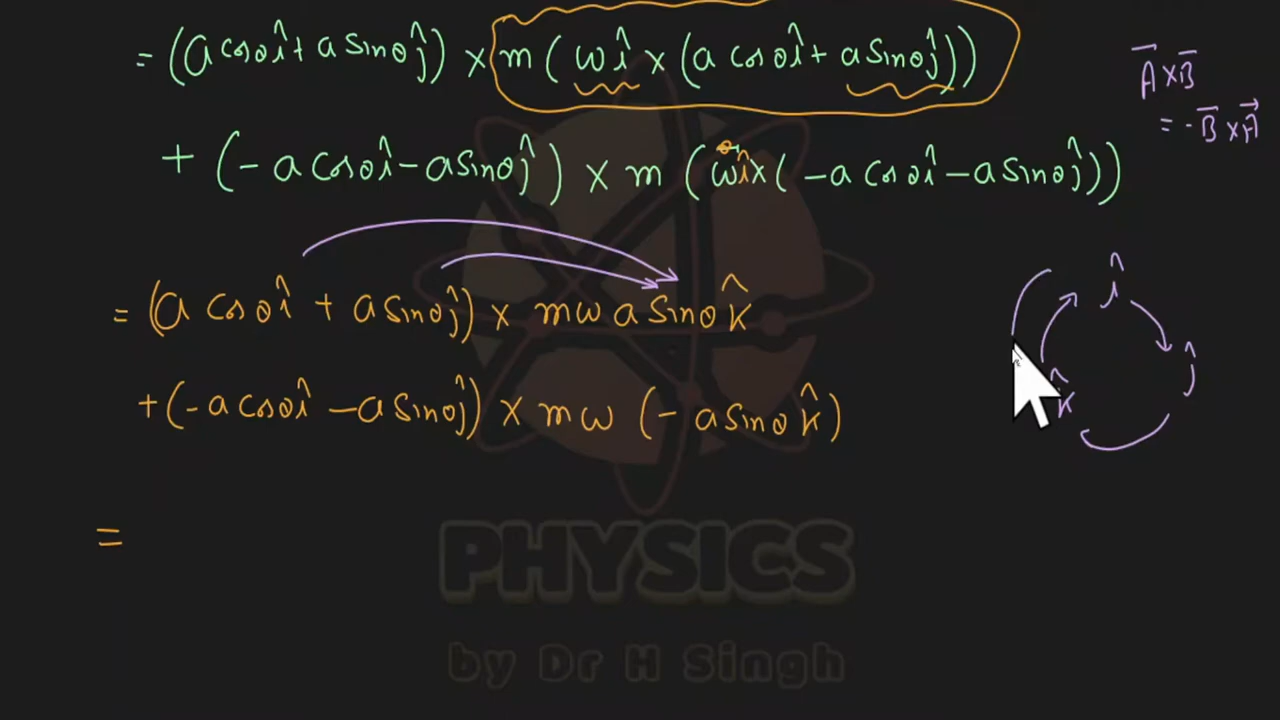 = (a cosθ î + a sinθ ĵ) × m(ω î × (a cosθ î + a sinθ ĵ))
A⃗ × B⃗
= - B⃗ × A⃗
+ (- a cosθ î - a sinθ ĵ) × m (ω î × (-a cosθ î - a sinθ ĵ))
= (a cosθ î + a sinθ ĵ) × mω a sinθ k̂
+ (-a cosθ î - a sinθ ĵ) × mω (- a sinθ k̂)
î
ĵ
k̂
=
PHYSICS
by Dr H Singh